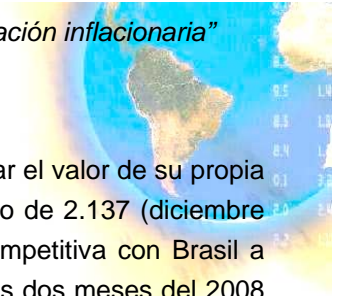 ación inflacionaria”
ar el valor de su propia
o de 2.137 (diciembre
mpetitiva con Brasil a
s dos meses del 2008